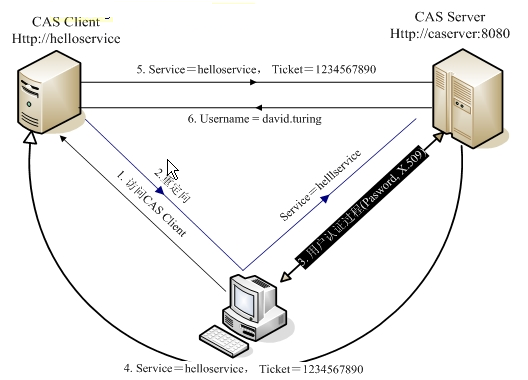 CAS Client
Http://helloservice
CAS Server
Http://caserver:8080
5. Service＝helloservice， Ticket＝1234567890
6. Username = david.turing
2.重定向
1. 访问CAS Client
Service＝helllservice
3. 用户认证过程(Pasword, X.509)
4. Service＝helloservice， Ticket＝1234567890